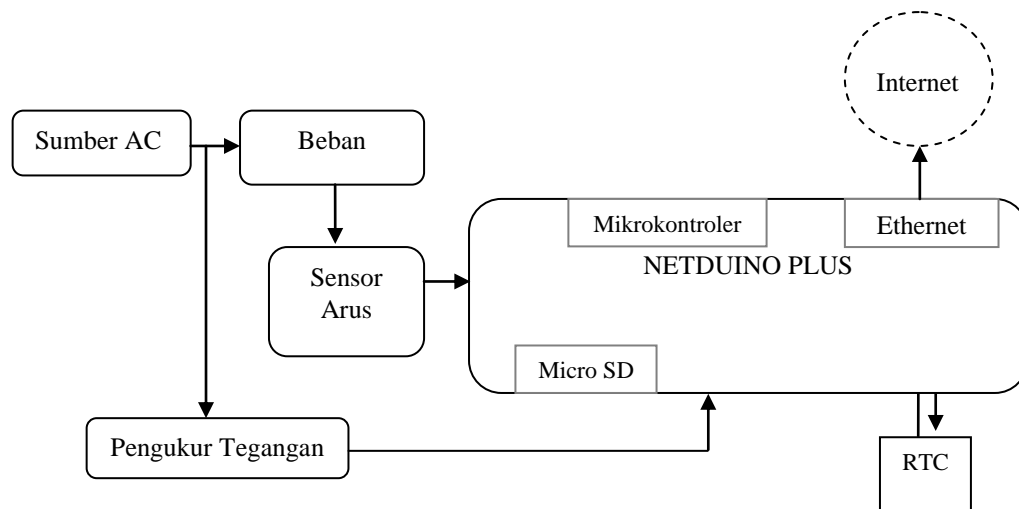 Internet
Sumber AC
Beban
Mikrokontroler
Ethernet
NETDUINO PLUS
Sensor
Arus
Micro SD
Pengukur Tegangan
RTC